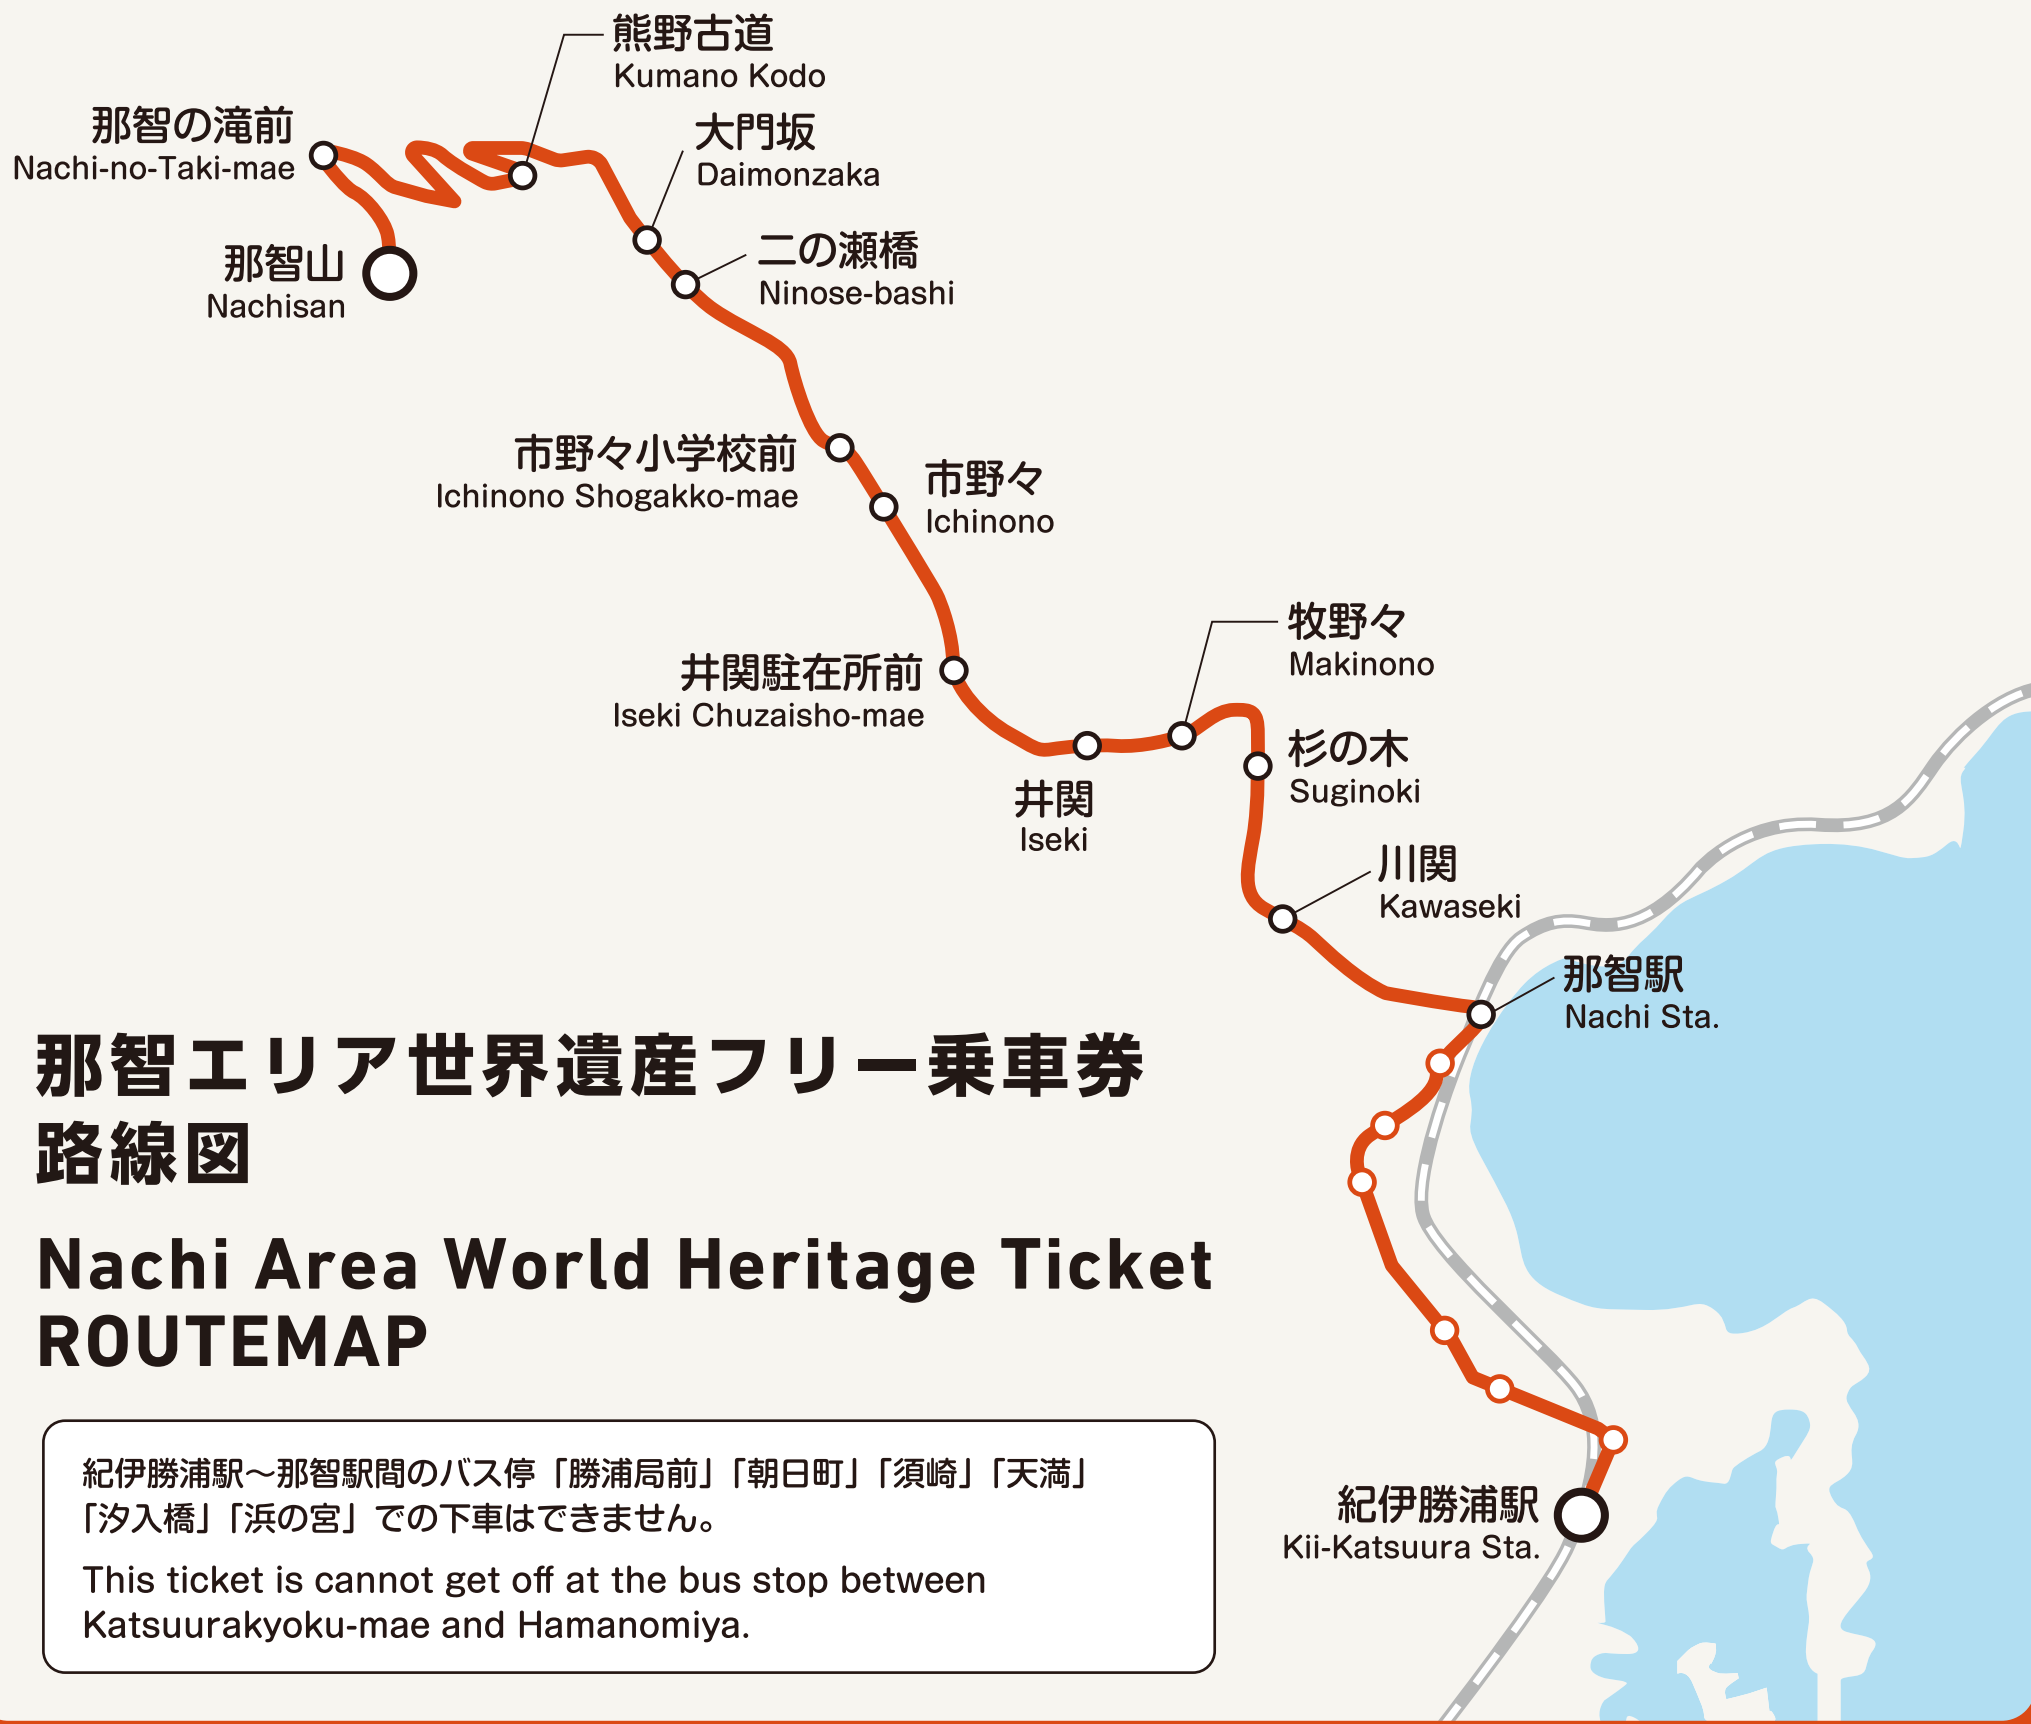 熊野古道
Kumano Kodo
那智の滝前
Nachi-no-Taki-mae
大門坂
Daimonzaka
那智山
Nachisan
二の瀬橋
Ninose-bashi
市野々小学校前
Ichinono Shogakko-mae
市野々
Ichinono
井関駐在所前
Iseki Chuzaisho-mae
牧野々
Makinono
井関
Iseki
杉の木
Suginoki
川関
Kawaseki
那智駅
Nachi Sta.
那智エリア世界遺産フリー乗車券
路線図
Nachi Area World Heritage Ticket
ROUTEMAP
紀伊勝浦駅～那智駅間のバス停「勝浦局前」「朝日町」「須崎」「天満」
「汐入橋」「浜の宮」での下車はできません。
This ticket is cannot get off at the bus stop between
Katsuurakyoku-mae and Hamanomiya.
紀伊勝浦駅
Kii-Katsuura Sta.